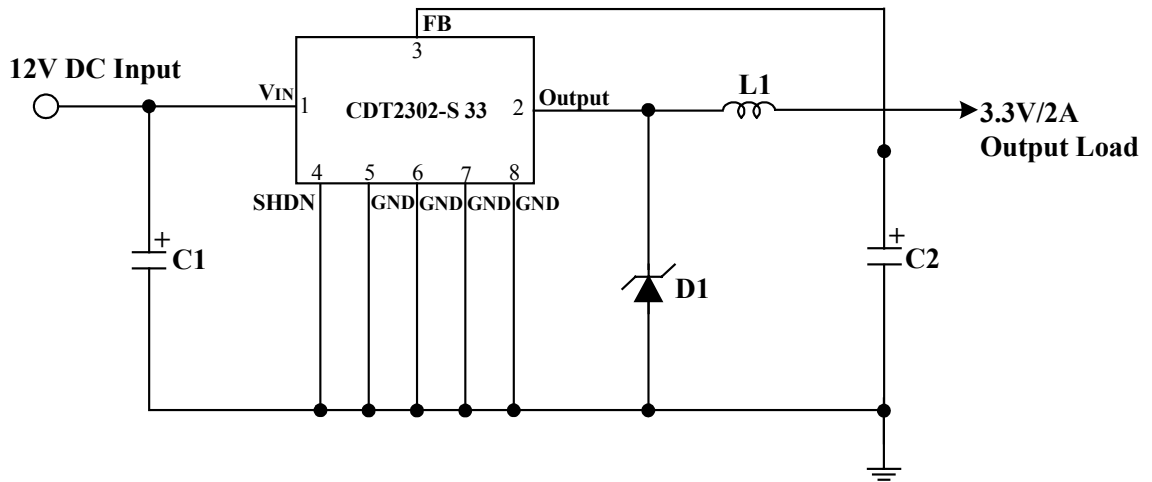 FB
3
12V DC Input
L1
VIN
1
CDT2302-S 33
2
Output
3.3V/2A
Output Load
4
5
6
7
8
SHDN
GND
GND
GND
GND
+
C1
+
C2
D1